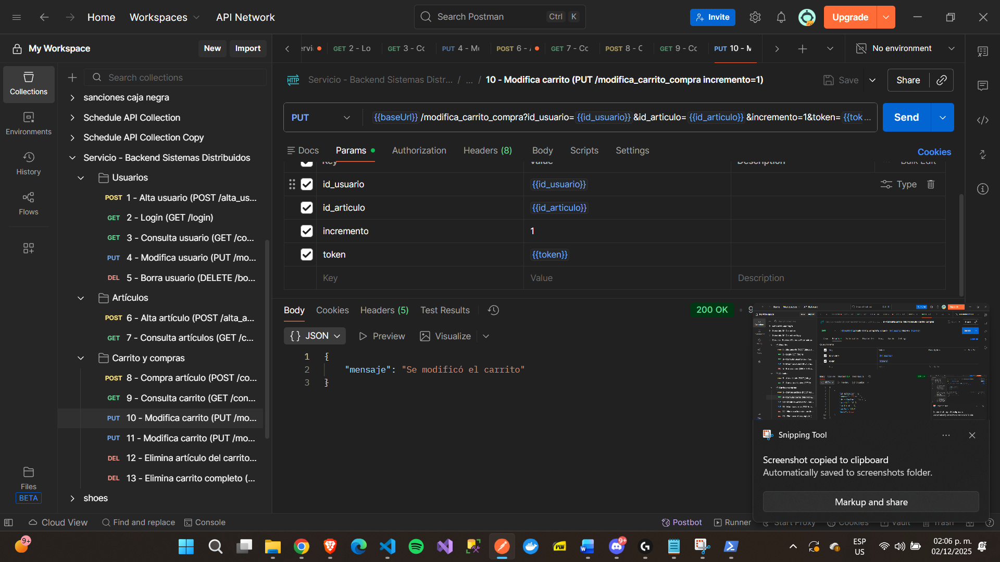 Home
Workspaces
API Network
Search Postman
Ctrl K
Invite
Upgrade
My Workspace
New
Import
GET 2 - Lo
GET 3 - Cc
PUT 4 - Mc
POST 6 -
GET 7 - Cc
POST 8 - C
GET 9 - Cc
PUT 10 - M
No environment
Collections
Environments
History
Flows
Files
BETA
Search collections
sanciones caja negra
Schedule API Collection
Schedule API Collection Copy
Servicio - Backend Sistemas Distribuidos
Usuarios
POST 1 - Alta usuario (POST /alta_us...
GET 2 - Login (GET /login)
GET 3 - Consulta usuario (GET /co...
PUT 4 - Modifica usuario (PUT /mo...
DEL 5 - Borra usuario (DELETE /bo...
Artículos
POST 6 - Alta artículo (POST /alta_a...
GET 7 - Consulta artículos (GET /c...
Carrito y compras
POST 8 - Compra artículo (POST /co...
GET 9 - Consulta carrito (GET /con...
PUT 10 - Modifica carrito (PUT /mo...
PUT 11 - Modifica carrito (PUT /mo...
DEL 12 - Elimina artículo del carrito...
DEL 13 - Elimina carrito completo (...
shoes
Servicio - Backend Sistemas Distr... / ... / 10 - Modifica carrito (PUT /modifica_carrito_compra incremento=1)
Save
Share
PUT
{{baseUrl}} /modifica_carrito_compra?id_usuario= {{id_usuario}} &id_articulo= {{id_articulo}} &incremento=1&token= {{tok ...
Send
Docs
Params
Authorization
Headers (8)
Body
Scripts
Settings
Cookies
Key Value Description Bulk Edit
id_usuario {{id_usuario}} Type
id_articulo {{id_articulo}}
incremento 1
token {{token}}
Key Value Description
Body
Cookies
Headers (5)
Test Results
200 OK
{} JSON
Preview
Visualize
1 {
2 "mensaje": "Se modificó el carrito"
3 }
Snipping Tool
Screenshot copied to clipboard
Automatically saved to screenshots folder.
Markup and share
Cloud View
Find and replace
Console
Postbot
Runner
Start Proxy
Cookies
Vault
Trash
9+
PDF
9+
ESP
US
02:06 p. m.
02/12/2025